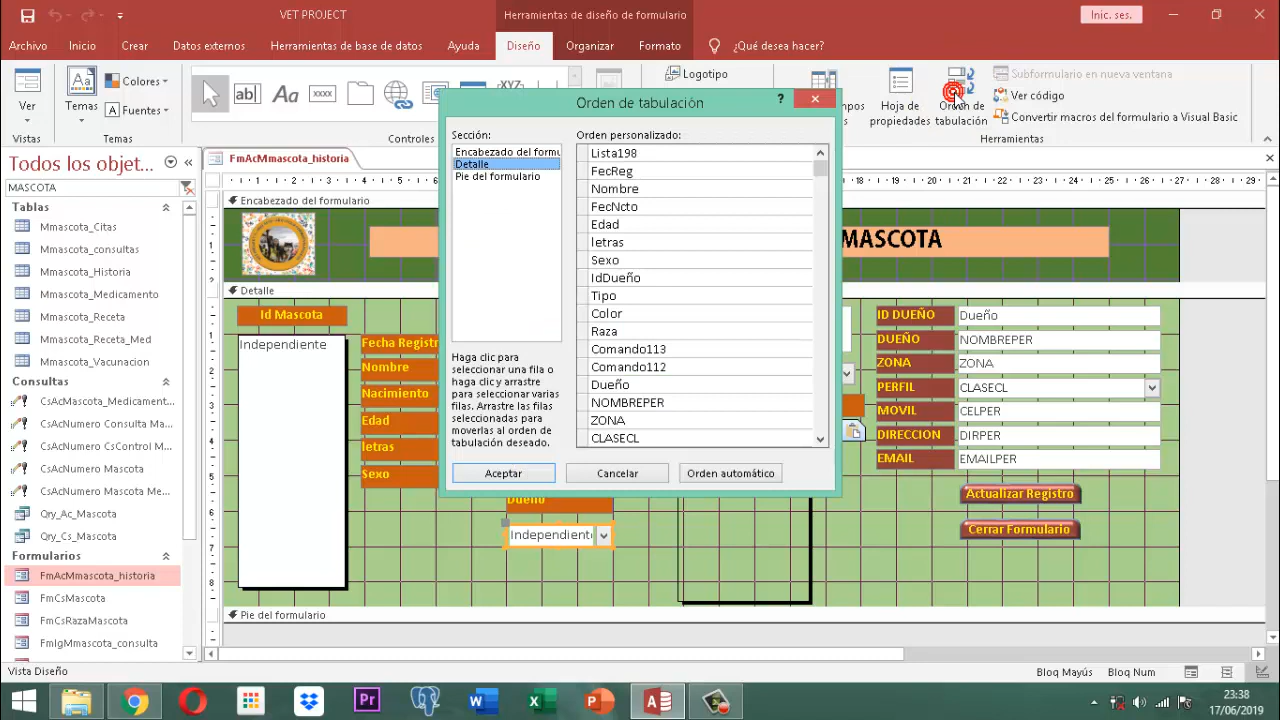 VET PROJECT
Herramientas de diseño de formulario
Inic. ses.
Archivo
Inicio
Crear
Datos externos
Herramientas de base de datos
Ayuda
Diseño
Organizar
Formato
¿Qué desea hacer?
Ver
Vistas
Temas
Colores
Fuentes
Temas
ab|
Aa
xxxx
XYZ
Controles
Logotipo
Hoja de propiedades
Orden de tabulación
Subformulario en nueva ventana
Ver código
Convertir macros del formulario a Visual Basic
Herramientas
Todos los objet...
MASCOTA
Tablas
Mmascota_Citas
Mmascota_consultas
Mmascota_Historia
Mmascota_Medicamento
Mmascota_Receta
Mmascota_Receta_Med
Mmascota_Vacunacion
Consultas
CsAcMascota_Medicament...
CsAcNumero Consulta Ma...
CsAcNumero CsControl M...
CsAcNumero Mascota
CsAcNumero Mascota Me...
Qry_Ac_Mascota
Qry_Cs_Mascota
Formularios
FmAcMmascota_historia
FmCsMascota
FmCsRazaMascota
FmIgMmascota_consulta
FmAcMmascota_historia
Encabezado del formulario
MASCOTA
Detalle
Id Mascota
Independiente
Fecha Registr
Nombre
Nacimiento
Edad
letras
Sexo
Dueño
Independient
ID DUEÑO Dueño
DUEÑO NOMBREPER
ZONA ZONA
PERFIL CLASECL
MOVIL CELPER
DIRECCION DIRPER
EMAIL EMAILPER
Actualizar Registro
Cerrar Formulario
Pie del formulario
Orden de tabulación
?
Sección:
Encabezado del formu
Detalle
Pie del formulario
Haga clic para
seleccionar una fila o
haga clic y arrastre
para seleccionar varias
filas. Arrastre las filas
seleccionadas para
moverlas al orden de
tabulación deseado.
Orden personalizado:
Lista198
FecReg
Nombre
FecNcto
Edad
letras
Sexo
IdDueño
Tipo
Color
Raza
Comando113
Comando112
Dueño
NOMBREPER
ZONA
CLASECL
Aceptar
Cancelar
Orden automático
Vista Diseño
Bloq Mayús
Bloq Num
23:38
17/06/2019